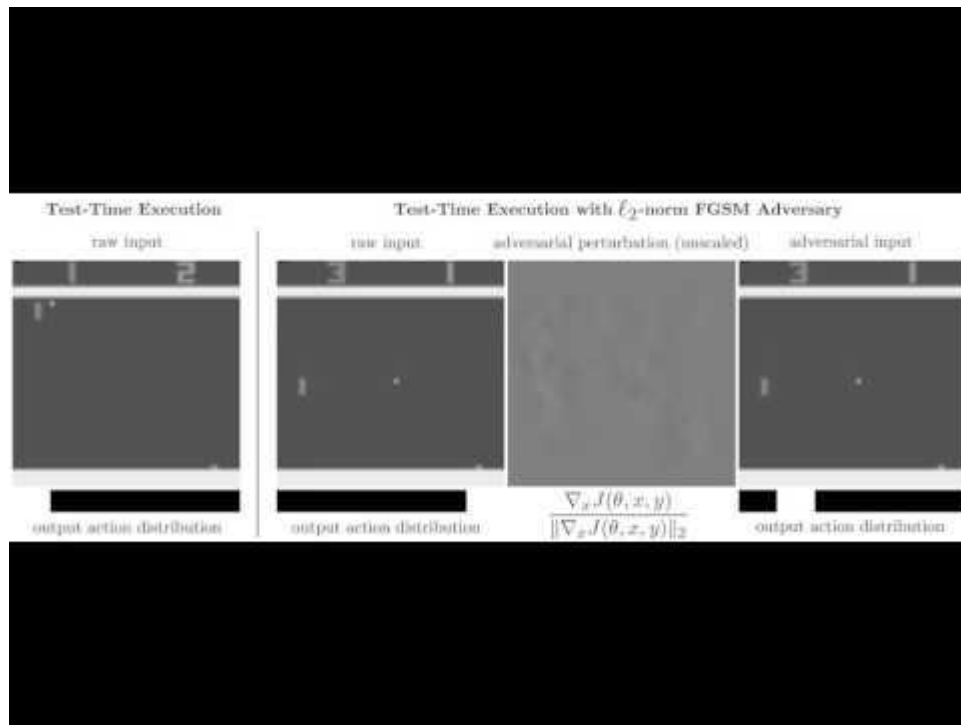 Test-Time Execution
raw input
1 2
output action distribution
Test-Time Execution with ℓ₂-norm FGSM Adversary
raw input
3 1
output action distribution
adversarial perturbation (unscaled)
∇ₓJ(θ, x, y)
‖∇ₓJ(θ, x, y)‖₂
adversarial input
3 1
output action distribution